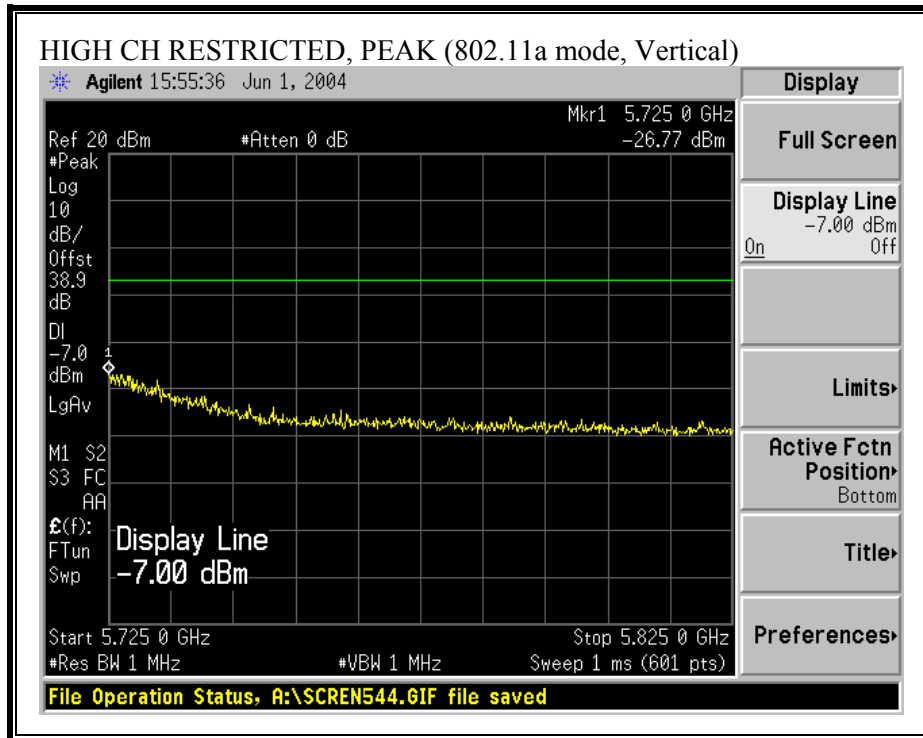 HIGH CH RESTRICTED, PEAK (802.11a mode, Vertical)
Agilent 15:55:36 Jun 1, 2004
Display
Mkr1 5.725 0 GHz
Ref 20 dBm #Atten 0 dB -26.77 dBm
#Peak
Log
10
dB/
Offst
38.9
dB
DI
-7.0
dBm
LgAv
M1 S2
S3 FC
AA
£(f):
FTun
Swp
1
Display Line
-7.00 dBm
Start 5.725 0 GHz Stop 5.825 0 GHz
#Res BW 1 MHz #VBW 1 MHz Sweep 1 ms (601 pts)
File Operation Status, A:\SCREN544.GIF file saved
Full Screen
Display Line
-7.00 dBm
On Off
Limits
Active Fctn
Position
Bottom
Title
Preferences